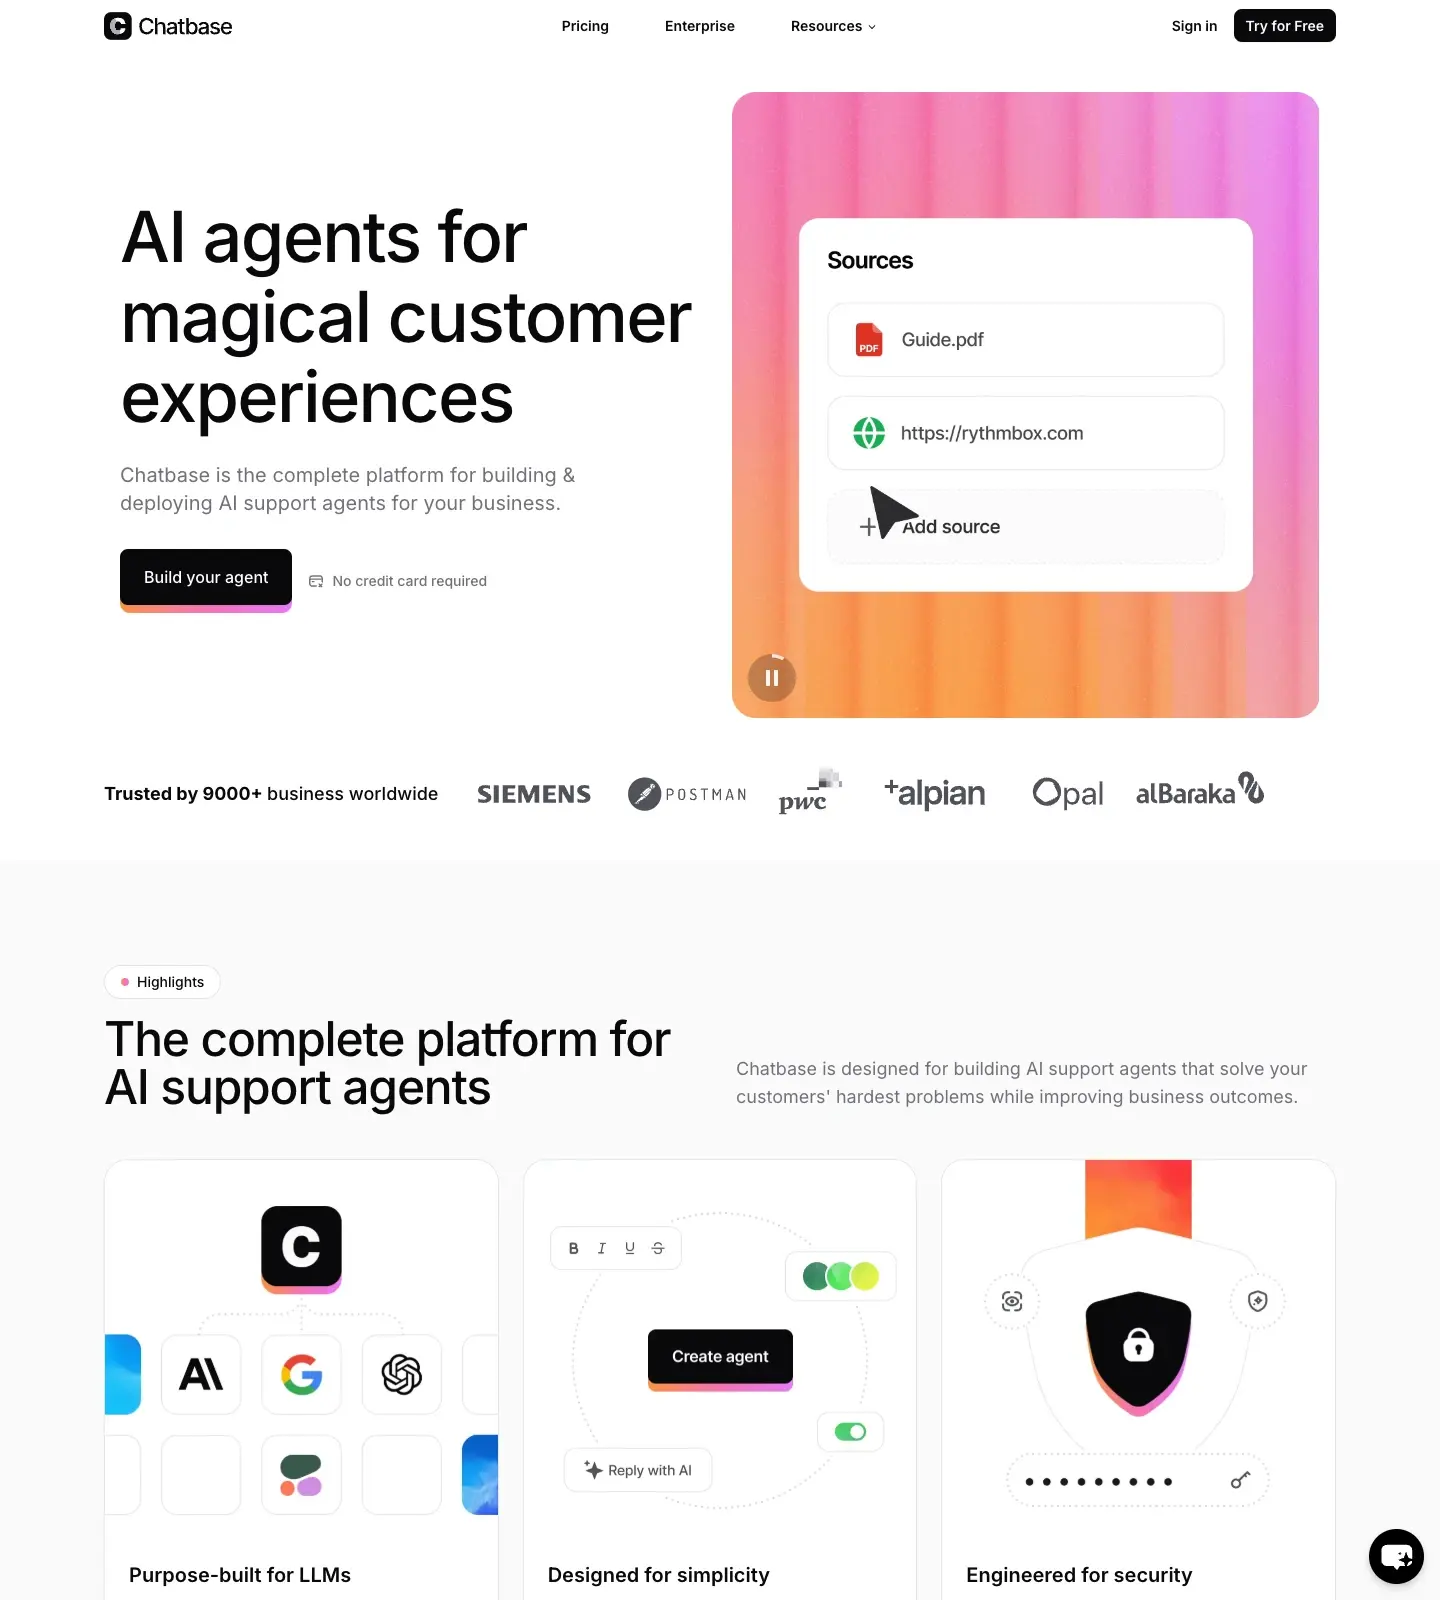 Chatbase
Pricing
Enterprise
Resources
Sign in
Try for Free
AI agents for
magical customer
experiences
Chatbase is the complete platform for building &
deploying AI support agents for your business.
Build your agent
No credit card required
Sources
PDF
Guide.pdf
https://rythmbox.com
Add source
Trusted by 9000+ business worldwide
SIEMENS
POSTMAN
pwc
+alpian
Opal
alBaraka
Highlights
The complete platform for
AI support agents
Chatbase is designed for building AI support agents that solve your
customers' hardest problems while improving business outcomes.
C
B I U S
Create agent
Reply with AI
Purpose-built for LLMs
Designed for simplicity
Engineered for security